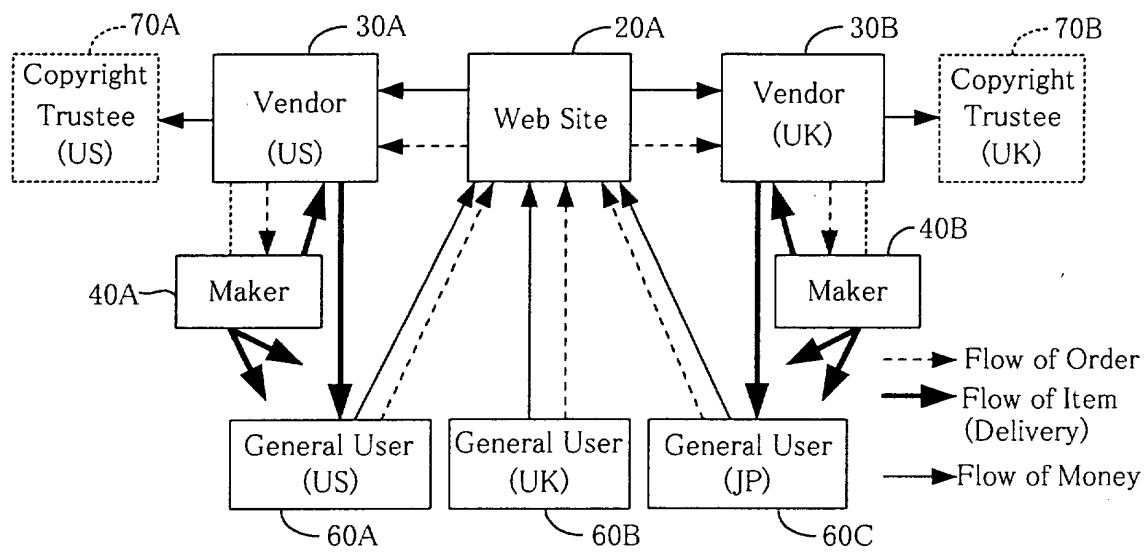 70A
30A
20A
30B
70B
Copyright
Trustee
(US)
Vendor
(US)
Web Site
Vendor
(UK)
Copyright
Trustee
(UK)
40A
Maker
40B
Maker
Flow of Order
Flow of Item
(Delivery)
Flow of Money
General User
(US)
General User
(UK)
General User
(JP)
60A
60B
60C